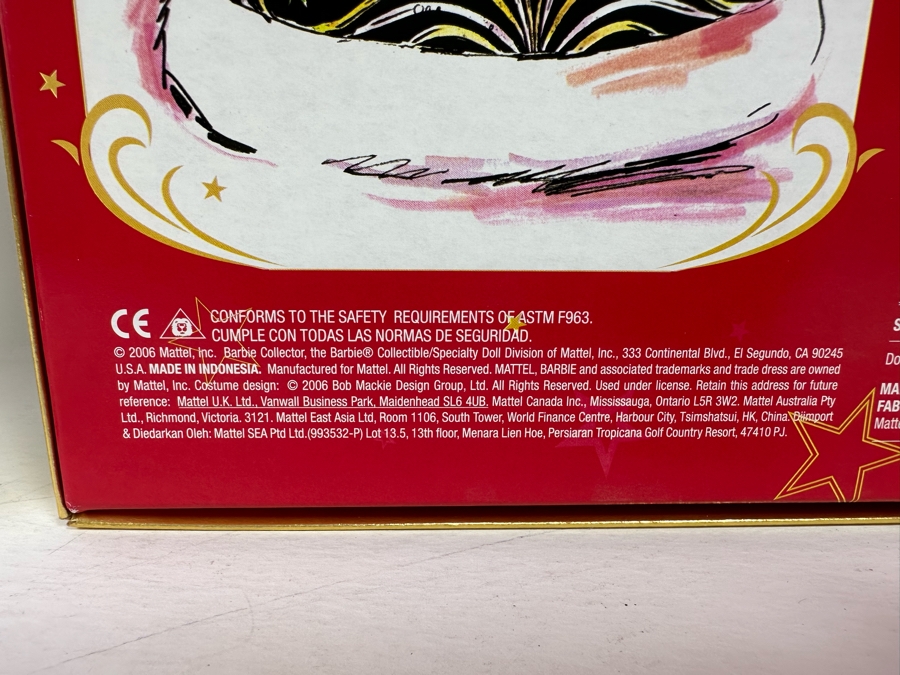 CE CONFORMS TO THE SAFETY REQUIREMENTS OF ASTM F963.
CUMPLE CON TODAS LAS NORMAS DE SEGURIDAD.
© 2006 Mattel, Inc. Barbie Collector, the Barbie® Collectible/Specialty Doll Division of Mattel, Inc., 333 Continental Blvd., El Segundo, CA 90245
U.S.A. MADE IN INDONESIA. Manufactured for Mattel. All Rights Reserved. MATTEL, BARBIE and associated trademarks and trade dress are owned
by Mattel, Inc. Costume design: © 2006 Bob Mackie Design Group, Ltd. All Rights Reserved. Used under license. Retain this address for future
reference: Mattel U.K. Ltd., Vanwall Business Park, Maidenhead SL6 4UB. Mattel Canada Inc., Mississauga, Ontario L5R 3W2. Mattel Australia Pty
Ltd., Richmond, Victoria. 3121. Mattel East Asia Ltd, Room 1106, South Tower, World Finance Centre, Harbour City, Tsimshatsui, HK, China. Diimport
& Diedarkan Oleh: Mattel SEA Ptd Ltd.(993532-P) Lot 13.5, 13th floor, Menara Lien Hoe, Persiaran Tropicana Golf Country Resort, 47410 PJ.
S
Do
MA
FAB
Matte